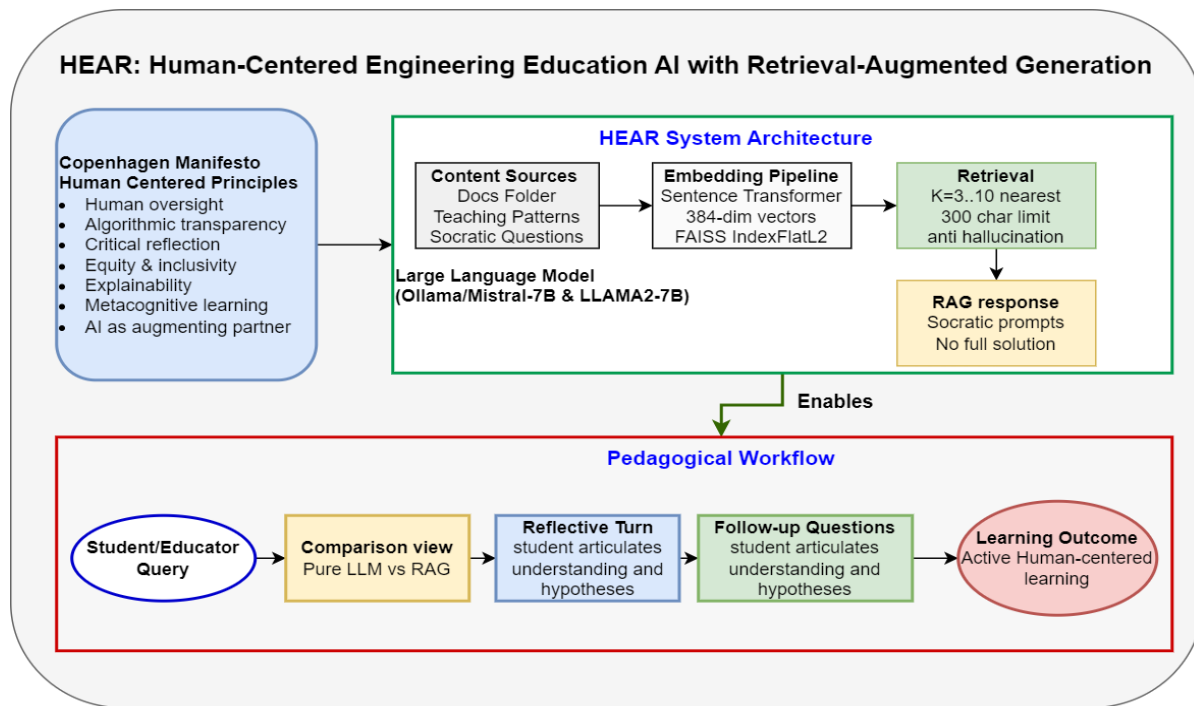 HEAR: Human-Centered Engineering Education AI with Retrieval-Augmented Generation
Copenhagen Manifesto
Human Centered Principles
• Human oversight
• Algorithmic transparency
• Critical reflection
• Equity & inclusivity
• Explainability
• Metacognitive learning
• AI as augmenting partner
HEAR System Architecture
Content Sources
Docs Folder
Teaching Patterns
Socratic Questions
Embedding Pipeline
Sentence Transformer
384-dim vectors
FAISS IndexFlatL2
Retrieval
K=3..10 nearest
300 char limit
anti hallucination
Large Language Model
(Ollama/Mistral-7B & LLAMA2-7B)
RAG response
Socratic prompts
No full solution
Enables
Pedagogical Workflow
Student/Educator
Query
Comparison view
Pure LLM vs RAG
Reflective Turn
student articulates
understanding and
hypotheses
Follow-up Questions
student articulates
understanding and
hypotheses
Learning Outcome
Active Human-centered
learning